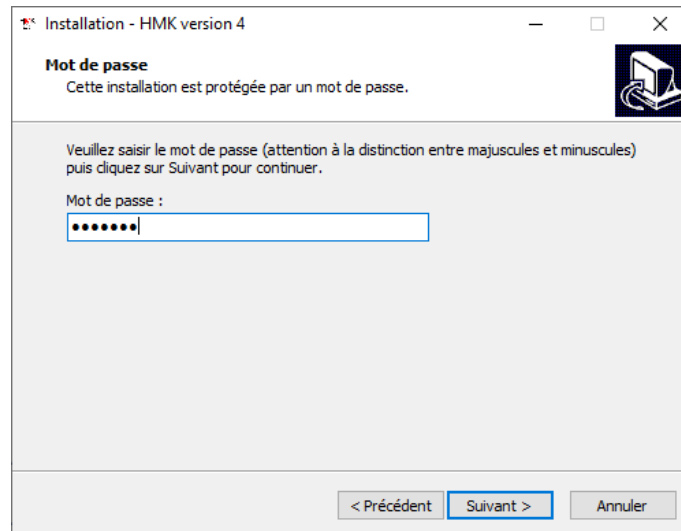 Installation - HMK version 4
Mot de passe
Cette installation est protégée par un mot de passe.
Veuillez saisir le mot de passe (attention à la distinction entre majuscules et minuscules)
puis cliquez sur Suivant pour continuer.
Mot de passe :
•••••••
< Précédent Suivant > Annuler